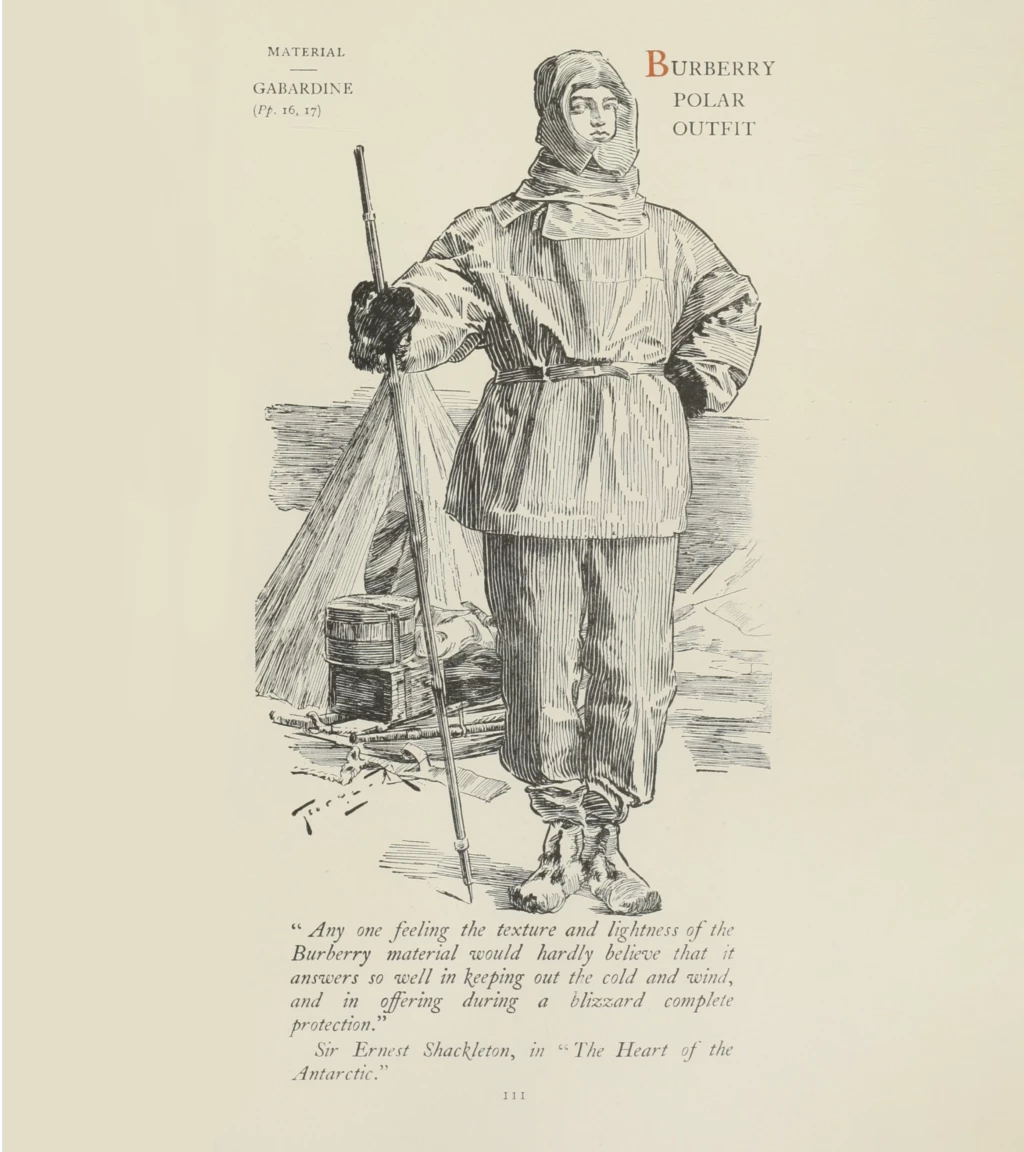 MATERIAL
GABARDINE
(Pp. 16, 17)
BURBERRY
POLAR
OUTFIT
“ Any one feeling the texture and lightness of the
Burberry material would hardly believe that it
answers so well in keeping out the cold and wind,
and in offering during a blizzard complete
protection.”
Sir Ernest Shackleton, in “ The Heart of the
Antarctic.”
111